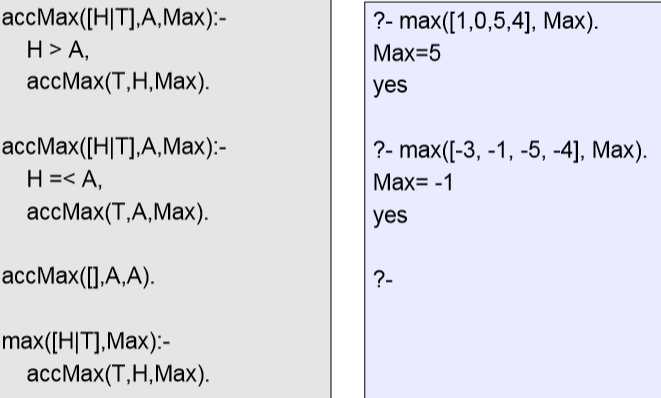 accMax([H|T],A,Max):-
H > A,
accMax(T,H,Max).
accMax([H|T],A,Max):-
H =< A,
accMax(T,A,Max).
accMax([],A,A).
max([H|T],Max):-
accMax(T,H,Max).
?- max([1,0,5,4], Max).
Max=5
yes
?- max([-3, -1, -5, -4], Max).
Max= -1
yes
?-